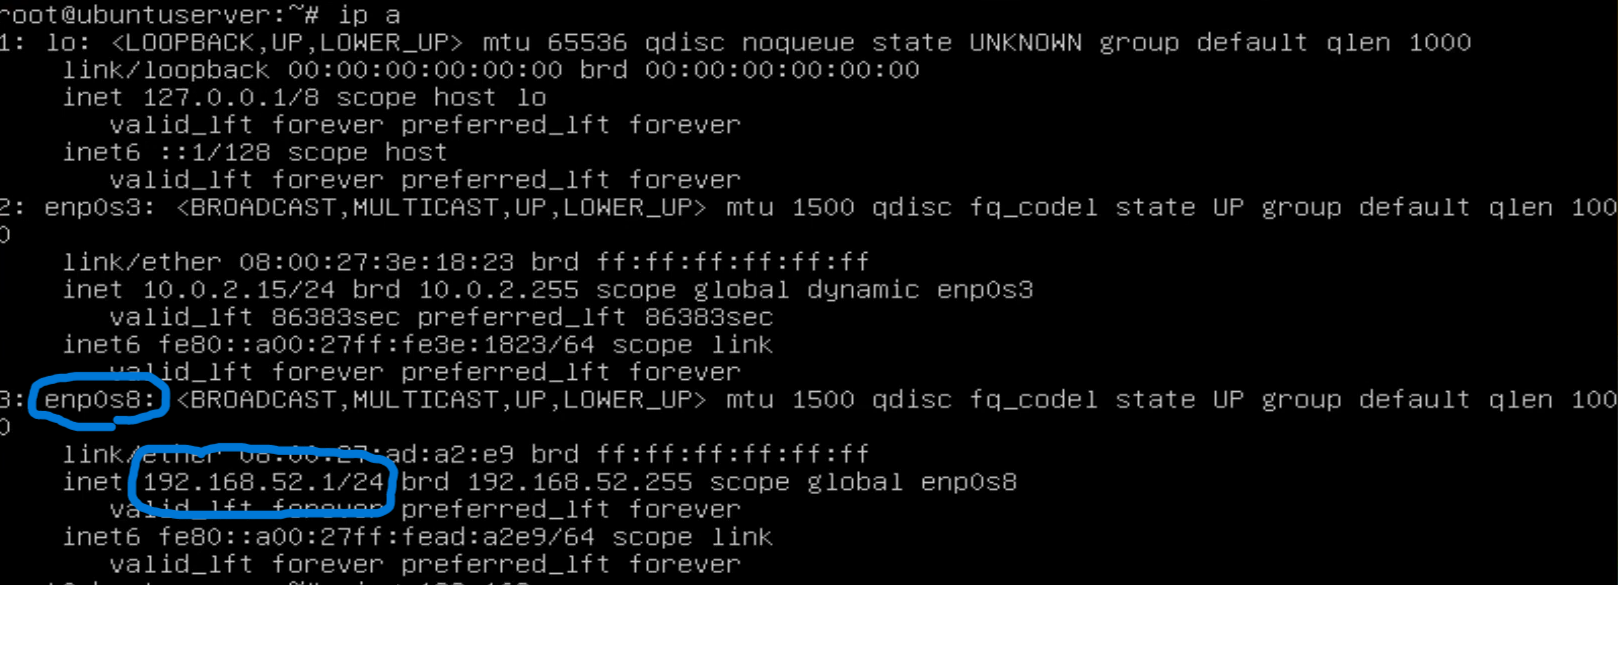 root@ubuntuserver:~# ip a
1: lo: <LOOPBACK,UP,LOWER_UP> mtu 65536 qdisc noqueue state UNKNOWN group default qlen 1000
link/loopback 00:00:00:00:00:00 brd 00:00:00:00:00:00
inet 127.0.0.1/8 scope host lo
valid_lft forever preferred_lft forever
inet6 ::1/128 scope host
valid_lft forever preferred_lft forever
2: enp0s3: <BROADCAST,MULTICAST,UP,LOWER_UP> mtu 1500 qdisc fq_codel state UP group default qlen 100
0
link/ether 08:00:27:3e:18:23 brd ff:ff:ff:ff:ff:ff
inet 10.0.2.15/24 brd 10.0.2.255 scope global dynamic enp0s3
valid_lft 86383sec preferred_lft 86383sec
inet6 fe80::a00:27ff:fe3e:1823/64 scope link
valid_lft forever preferred_lft forever
3: enp0s8: <BROADCAST,MULTICAST,UP,LOWER_UP> mtu 1500 qdisc fq_codel state UP group default qlen 100
0
link/ether 08:00:27:ad:a2:e9 brd ff:ff:ff:ff:ff:ff
inet 192.168.52.1/24 brd 192.168.52.255 scope global enp0s8
valid_lft forever preferred_lft forever
inet6 fe80::a00:27ff:fead:a2e9/64 scope link
valid_lft forever preferred_lft forever